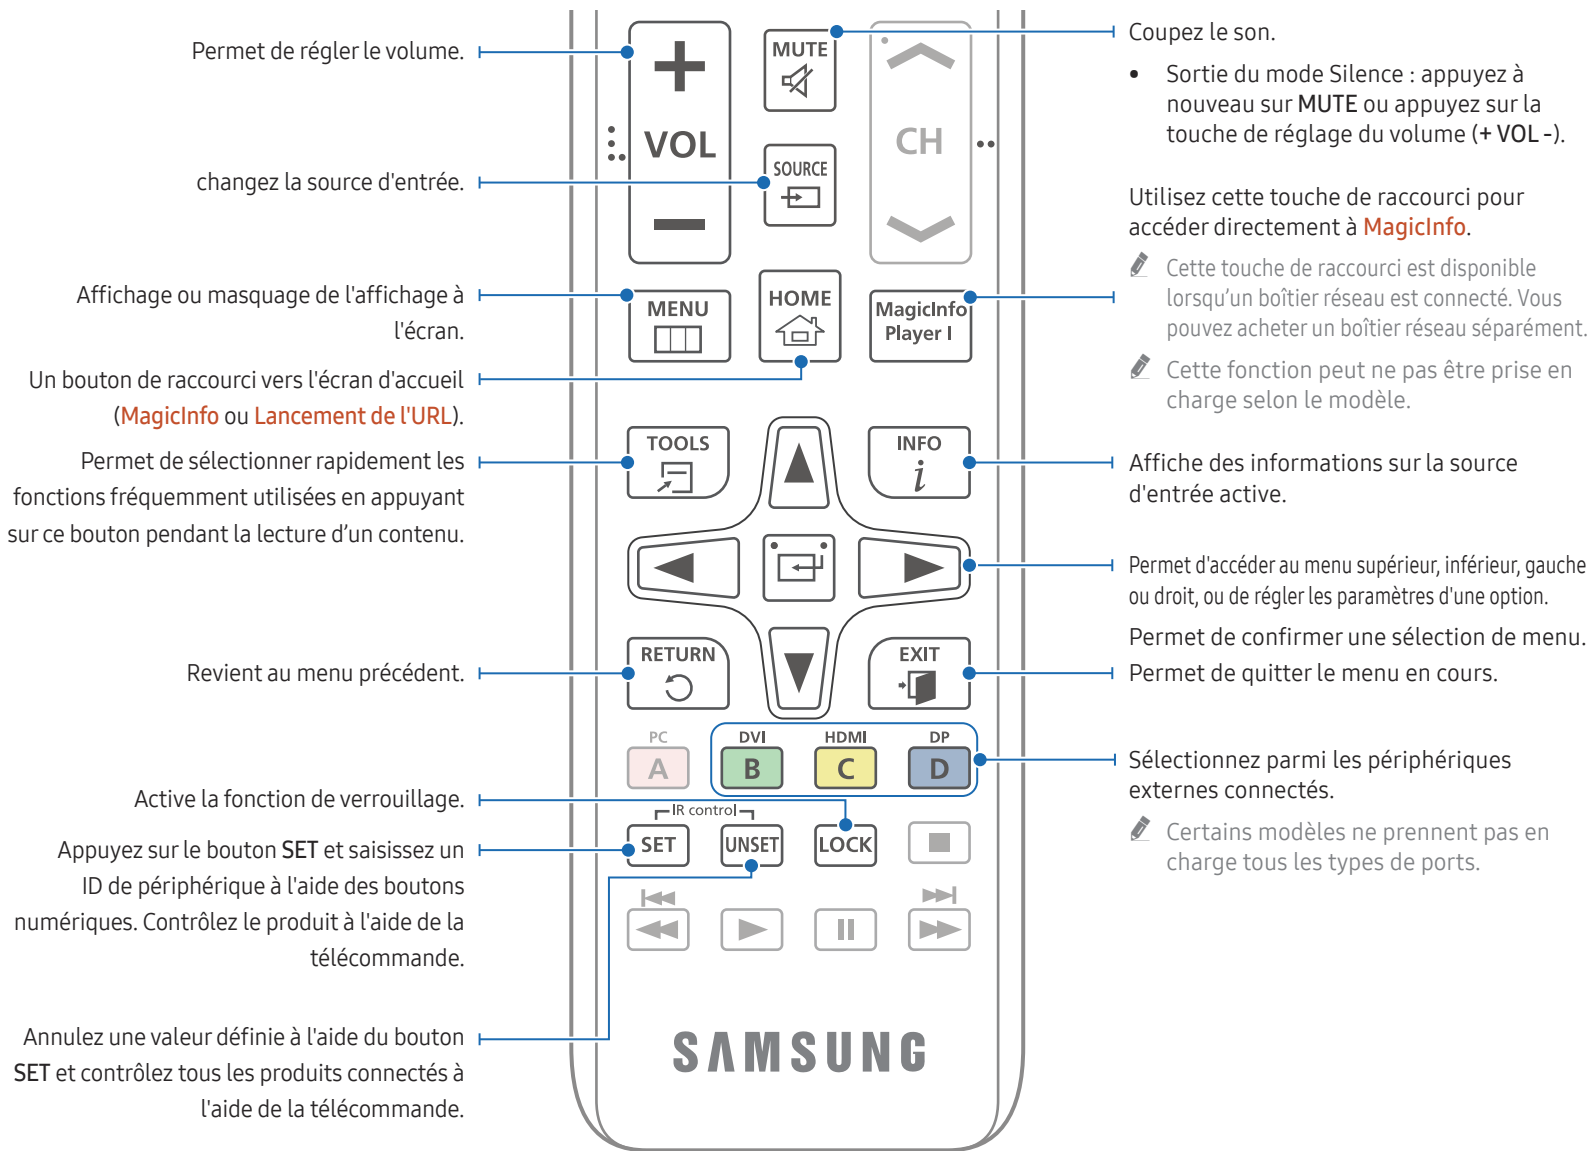 Permet de régler le volume.
changez la source d'entrée.
Affichage ou masquage de l'affichage à
l'écran.
Un bouton de raccourci vers l'écran d'accueil
(MagicInfo ou Lancement de l'URL).
Permet de sélectionner rapidement les
fonctions fréquemment utilisées en appuyant
sur ce bouton pendant la lecture d’un contenu.
Revient au menu précédent.
Active la fonction de verrouillage.
Appuyez sur le bouton SET et saisissez un
ID de périphérique à l'aide des boutons
numériques. Contrôlez le produit à l'aide de la
télécommande.
Annulez une valeur définie à l'aide du bouton
SET et contrôlez tous les produits connectés à
l'aide de la télécommande.
MUTE
VOL
CH
SOURCE
MENU
HOME
MagicInfo
Player I
TOOLS
INFO
i
RETURN
EXIT
PC
DVI
HDMI
DP
A
B
C
D
IR control
SET
UNSET
LOCK
SAMSUNG
Coupez le son.
• Sortie du mode Silence : appuyez à
nouveau sur MUTE ou appuyez sur la
touche de réglage du volume (+ VOL -).
Utilisez cette touche de raccourci pour
accéder directement à MagicInfo.
Cette touche de raccourci est disponible
lorsqu’un boîtier réseau est connecté. Vous
pouvez acheter un boîtier réseau séparément.
Cette fonction peut ne pas être prise en
charge selon le modèle.
Affiche des informations sur la source
d'entrée active.
Permet d'accéder au menu supérieur, inférieur, gauche
ou droit, ou de régler les paramètres d'une option.
Permet de confirmer une sélection de menu.
Permet de quitter le menu en cours.
Sélectionnez parmi les périphériques
externes connectés.
Certains modèles ne prennent pas en
charge tous les types de ports.